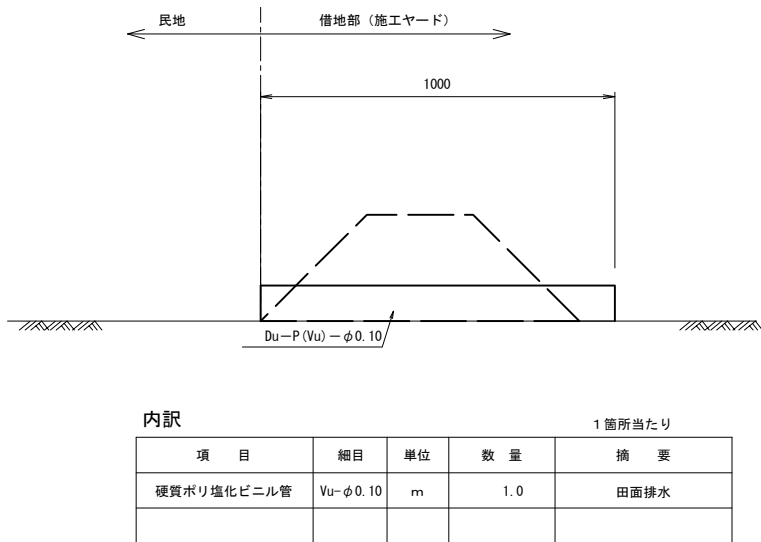 民地 借地部（施工ヤード）
1000
Du−P(Vu)−φ0.10
内訳 1箇所当たり
項 目 細目 単位 数 量 摘 要
硬質ポリ塩化ビニル管 Vu-φ0.10 m 1.0 田面排水